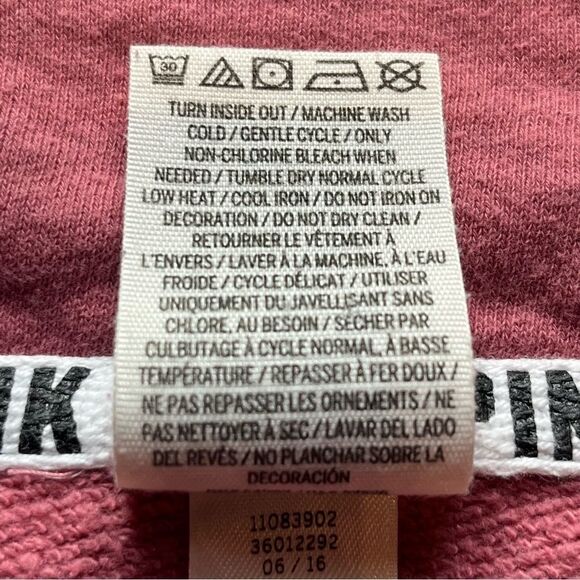 30
TURN INSIDE OUT / MACHINE WASH
COLD / GENTLE CYCLE / ONLY
NON-CHLORINE BLEACH WHEN
NEEDED / TUMBLE DRY NORMAL CYCLE
LOW HEAT / COOL IRON / DO NOT IRON ON
DECORATION / DO NOT DRY CLEAN /
RETOURNER LE VÊTEMENT À
L'ENVERS / LAVER À LA MACHINE, À L'EAU
FROIDE / CYCLE DÉLICAT / UTILISER
UNIQUEMENT DU JAVELLISANT SANS
CHLORE, AU BESOIN / SÉCHER PAR
CULBUTAGE À CYCLE NORMAL, À BASSE
TEMPÉRATURE / REPASSER À FER DOUX /
NE PAS REPASSER LES ORNEMENTS / NE
PAS NETTOYER À SEC / LAVAR DEL LADO
DEL REVÉS / NO PLANCHAR SOBRE LA
DECORACIÓN
NK
PIN
11083902
36012292
06 / 16